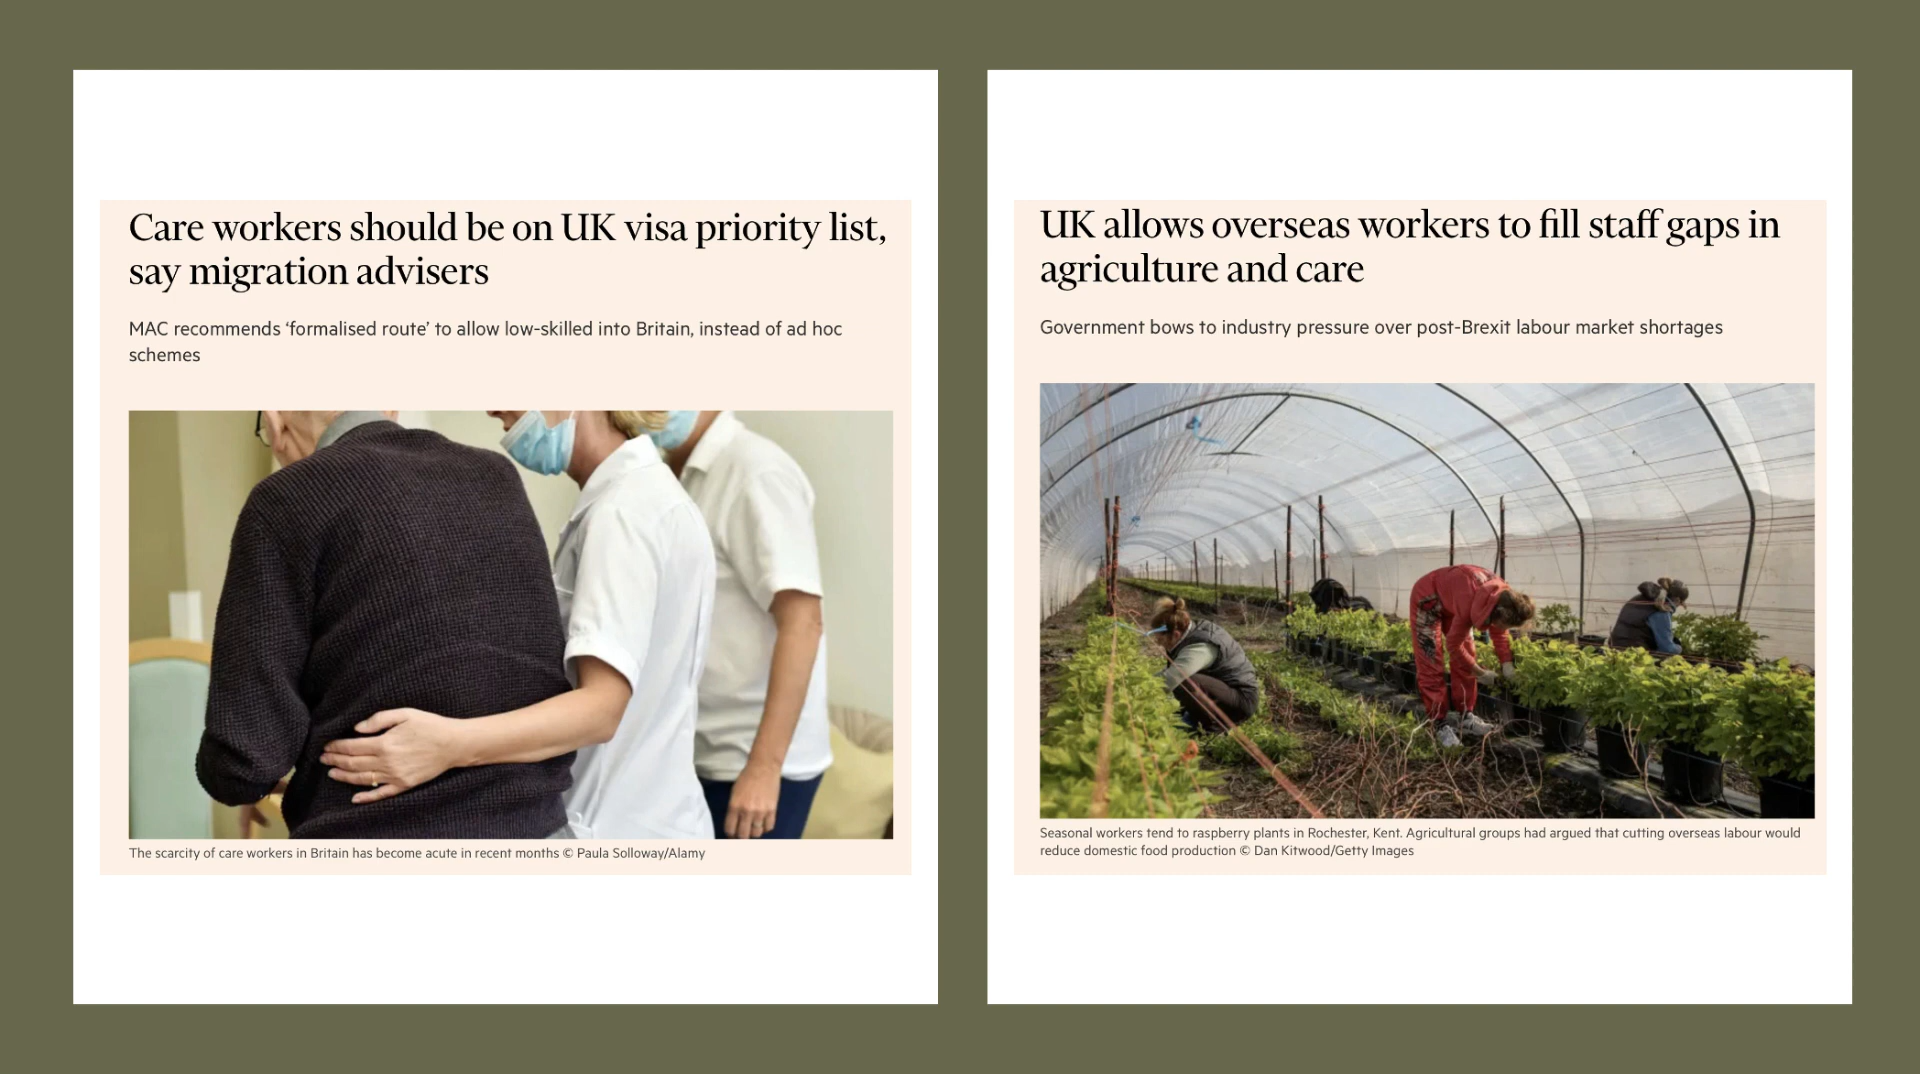 Care workers should be on UK visa priority list,
say migration advisers
MAC recommends ‘formalised route’ to allow low-skilled into Britain, instead of ad hoc
schemes
The scarcity of care workers in Britain has become acute in recent months © Paula Solloway/Alamy
UK allows overseas workers to fill staff gaps in
agriculture and care
Government bows to industry pressure over post-Brexit labour market shortages
Seasonal workers tend to raspberry plants in Rochester, Kent. Agricultural groups had argued that cutting overseas labour would
reduce domestic food production © Dan Kitwood/Getty Images